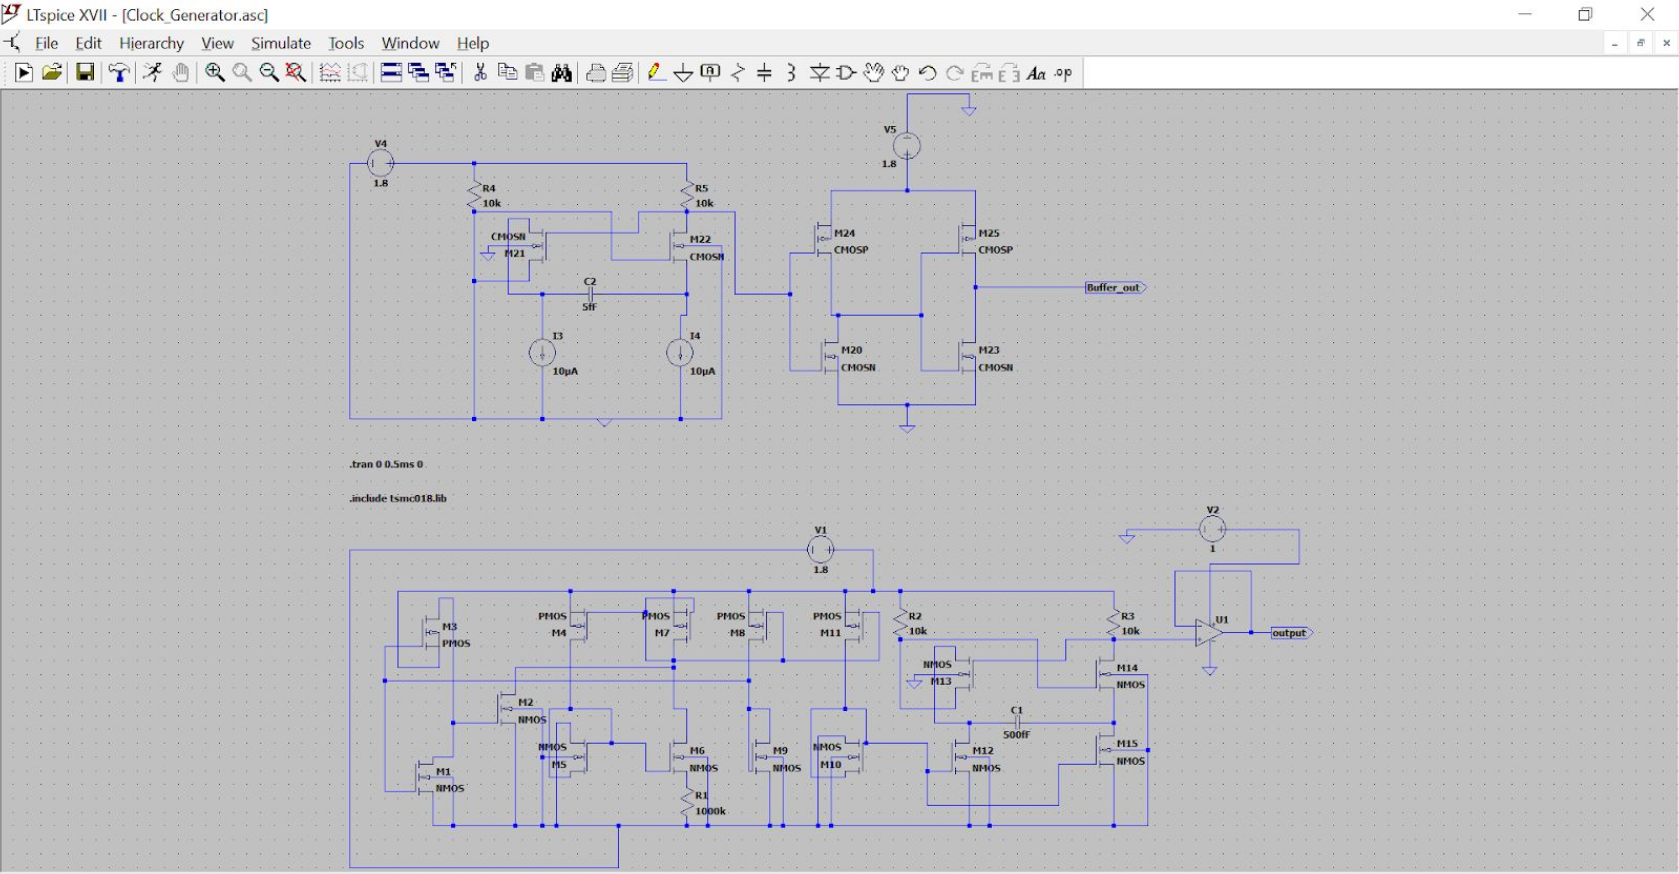 LTspice XVII - [Clock_Generator.asc]
File Edit Hierarchy View Simulate Tools Window Help
Aa .op
V4
1.8
R4
10k
R5
10k
CMOSN
M21
M22
CMOSN
C2
5fF
I3
10µA
I4
10µA
V5
1.8
M24
CMOSP
M25
CMOSP
Buffer_out
M20
CMOSN
M23
CMOSN
.tran 0 0.5ms 0
.include tsmc018.lib
V1
1.8
V2
1
M3
PMOS
PMOS
M4
PMOS
M7
PMOS
M8
PMOS
M11
R2
10k
R3
10k
U1
output
NMOS
M13
M14
NMOS
M2
NMOS
C1
500fF
NMOS
M5
M6
NMOS
M9
NMOS
NMOS
M10
M12
NMOS
M15
NMOS
M1
NMOS
R1
1000k